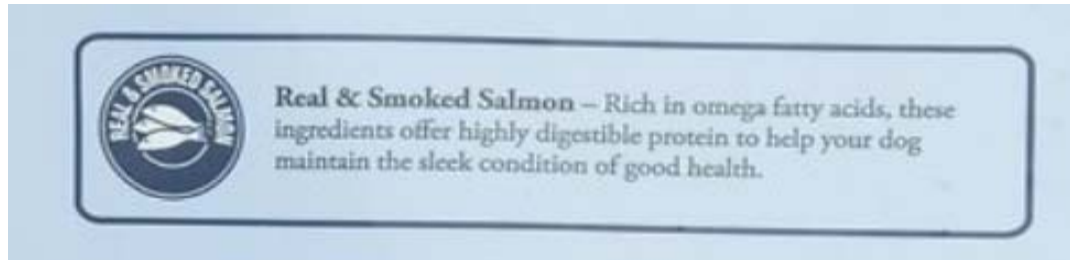 REAL & SMOKED SALMON
Real & Smoked Salmon – Rich in omega fatty acids, these
ingredients offer highly digestible protein to help your dog
maintain the sleek condition of good health.